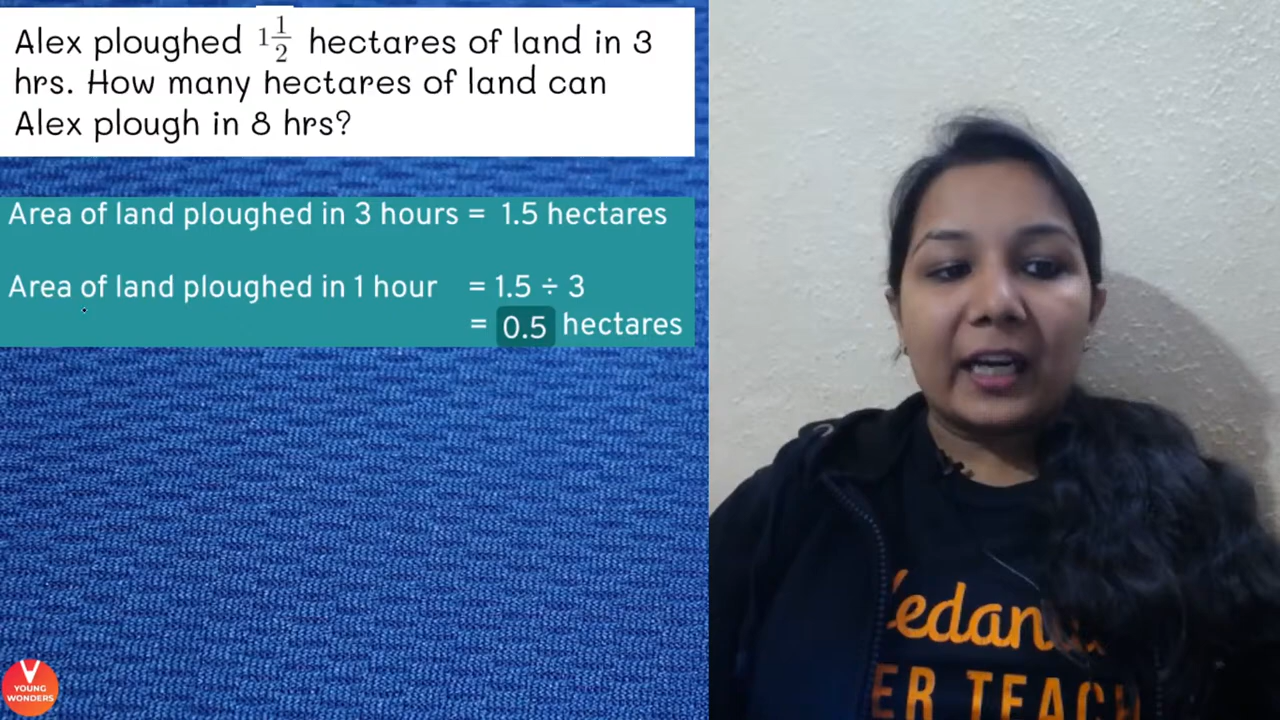 Alex ploughed 1 1/2 hectares of land in 3
hrs. How many hectares of land can
Alex plough in 8 hrs?
Area of land ploughed in 3 hours = 1.5 hectares
Area of land ploughed in 1 hour = 1.5 ÷ 3
= 0.5 hectares
V
YOUNG
WONDERS